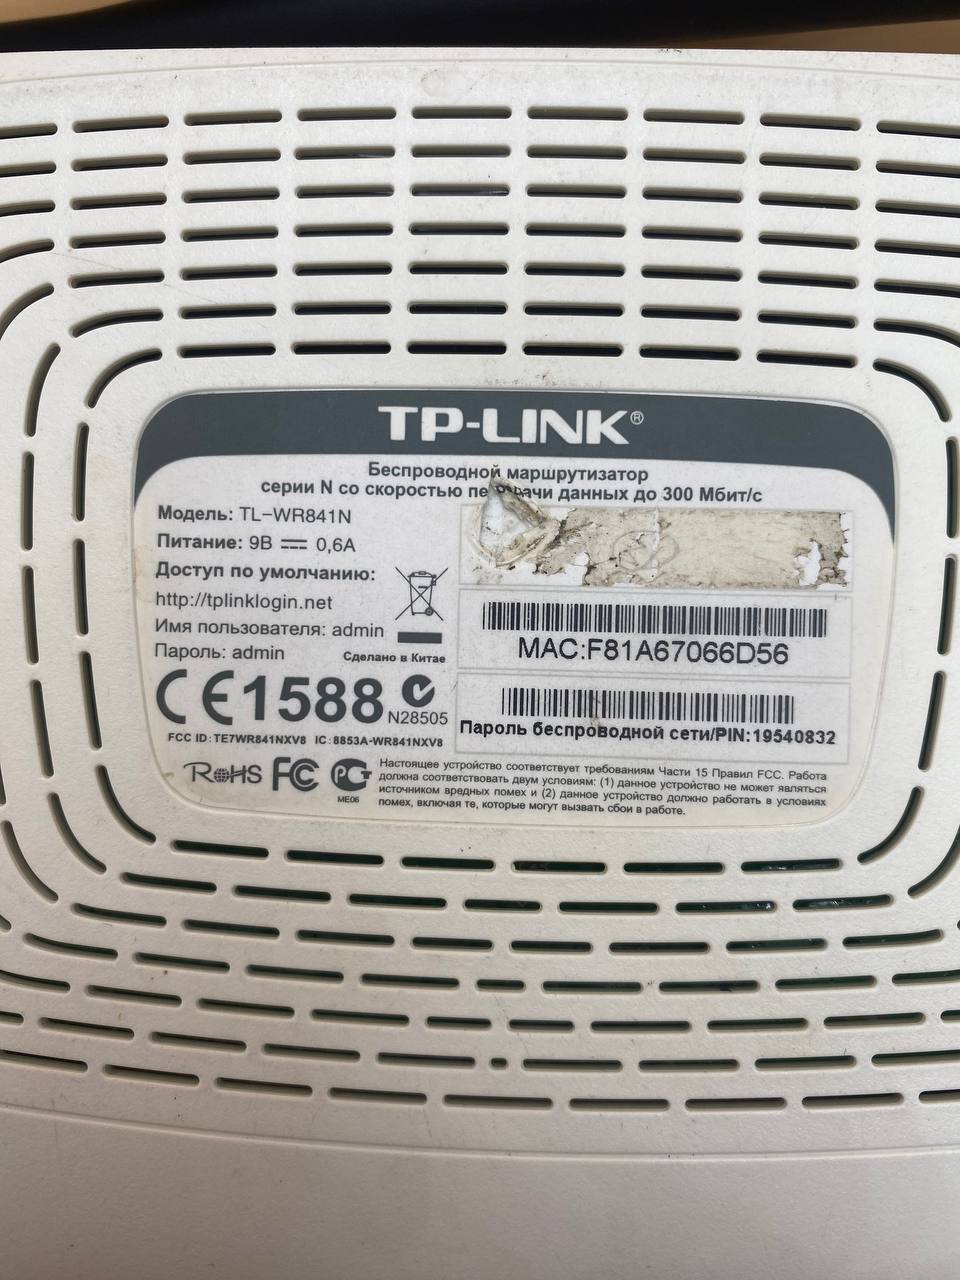 TP-LINK®
Беспроводной маршрутизатор
серии N со скоростью передачи данных до 300 Мбит/с
Модель: TL-WR841N
Питание: 9В 0,6А
Доступ по умолчанию:
http://tplinklogin.net
Имя пользователя: admin
Пароль: admin
Сделано в Китае
CE1588
N28505
FCC ID: TE7WR841NXV8 IC: 8853A-WR841NXV8
MAC:F81A67066D56
Пароль беспроводной сети/PIN:19540832
RoHS FC РСТ
ME06
Настоящее устройство соответствует требованиям Части 15 Правил FCC. Работа
должна соответствовать двум условиям: (1) данное устройство не может являться
источником вредных помех и (2) данное устройство должно работать в условиях
помех, включая те, которые могут вызвать сбои в работе.